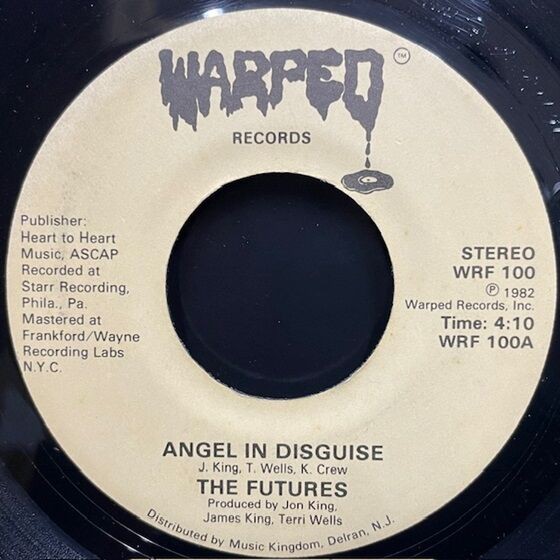 WARPED
TM
RECORDS
Publisher:
Heart to Heart
Music, ASCAP
Recorded at
Starr Recording,
Phila., Pa.
Mastered at
Frankford/Wayne
Recording Labs
N.Y.C.
STEREO
WRF 100
Ⓟ 1982
Warped Records, Inc.
Time: 4:10
WRF 100A
ANGEL IN DISGUISE
J. King, T. Wells, K. Crew
THE FUTURES
Produced by Jon King,
James King, Terri Wells
Distributed by Music Kingdom, Delran, N.J.